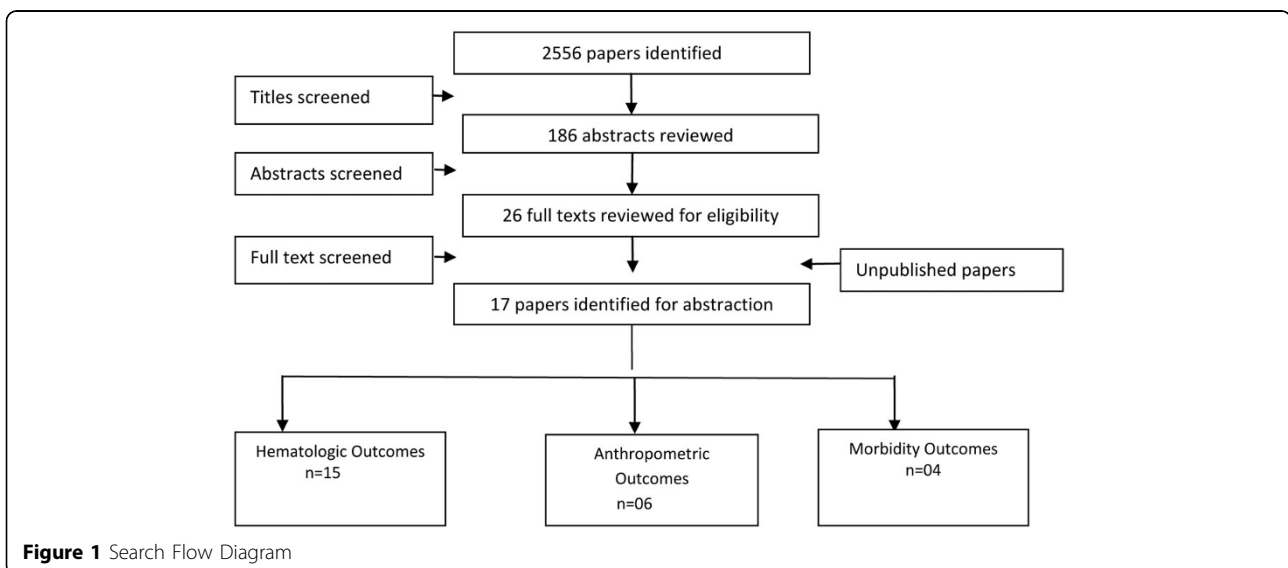 2556 papers identified
Titles screened
186 abstracts reviewed
Abstracts screened
26 full texts reviewed for eligibility
Full text screened
Unpublished papers
17 papers identified for abstraction
Hematologic Outcomes
n=15
Anthropometric
Outcomes
n=06
Morbidity Outcomes
n=04
Figure 1 Search Flow Diagram